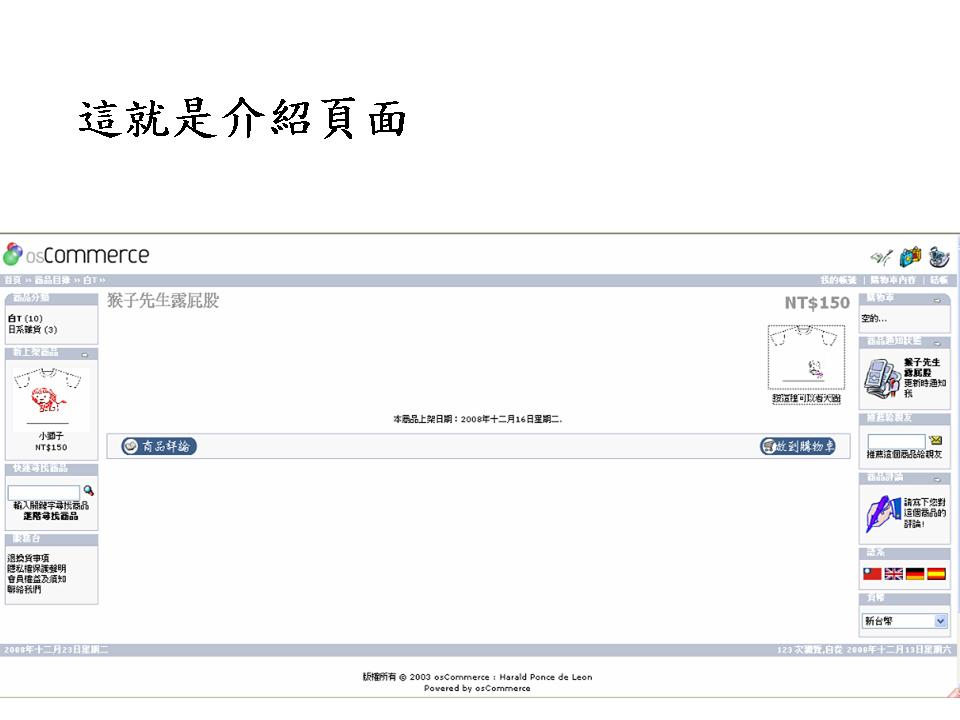 這就是介紹頁面
osCommerce
首頁 » 商品目錄 » 白T »
我的帳號 | 購物車內容 | 結帳
商品分類
白T (10)
日系雜貨 (3)
新上架商品
小獅子
NT$150
快速尋找商品
輸入關鍵字尋找商品
進階尋找商品
服務台
退換貨事項
隱私權保護聲明
會員權益及須知
聯絡我們
猴子先生露屁股
NT$150
按這裡可以看大圖
本商品上架日期：2008年十二月16日星期二.
商品評論
放到購物車
購物車
空的...
商品通知狀態
猴子先生
露屁股
更新時通知
我
推薦給親友
推薦這個商品給親友
商品評論
請寫下您對
這個商品的
評論!
語系
貨幣
新台幣
2008年十二月23日星期二
123 次瀏覽,自從 2008年十二月13日星期六
版權所有 © 2003 osCommerce : Harald Ponce de Leon
Powered by osCommerce